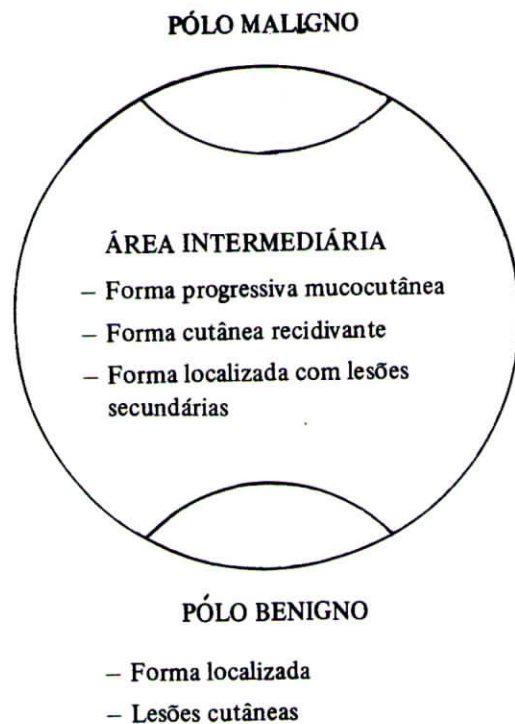 PÓLO MALIGNO
ÁREA INTERMEDIÁRIA
– Forma progressiva mucocutânea
– Forma cutânea recidivante
– Forma localizada com lesões
secundárias
PÓLO BENIGNO
– Forma localizada
– Lesões cutâneas